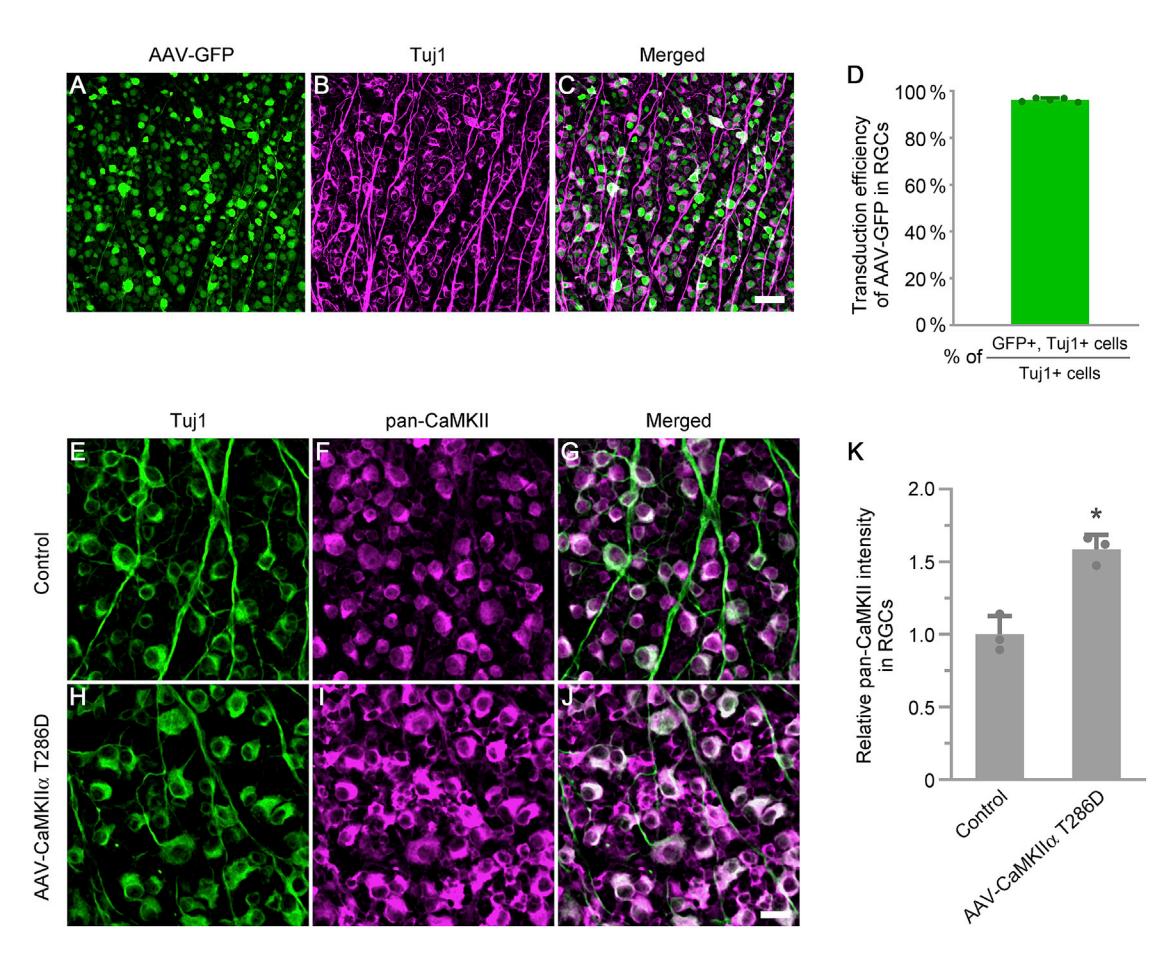 AAV-GFP
Tuj1
Merged
A
B
C
D
100 %
80 %
60 %
40 %
20 %
0 %
Transduction efficiency
of AAV-GFP in RGCs
% of
GFP+, Tuj1+ cells
Tuj1+ cells
Tuj1
pan-CaMKII
Merged
Control
E
F
G
AAV-CaMKIIα T286D
H
I
J
K
2.0
1.5
1.0
0.5
0
Relative pan-CaMKII intensity
in RGCs
*
Control
AAV-CaMKIIα T286D